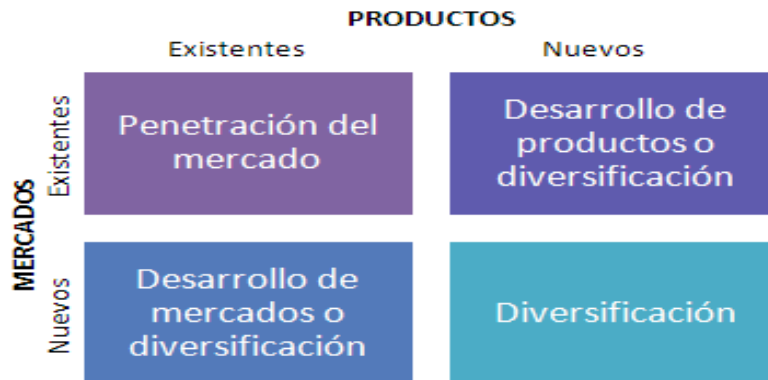 PRODUCTOS
Existentes
Nuevos
MERCADOS
Existentes
Penetración del
mercado
Desarrollo de
productos o
diversificación
Nuevos
Desarrollo de
mercados o
diversificación
Diversificación